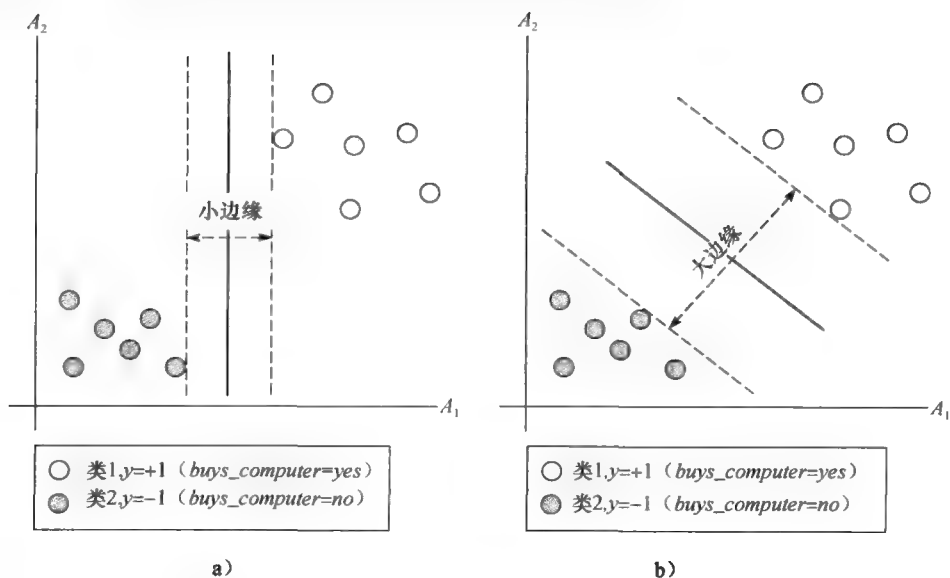 A₂
小边缘
A₁
○ 类1,y=+1（buys_computer=yes）
类2,y=−1（buys_computer=no）
a）
A₂
大边缘
A₁
类1,y=+1（buys_computer=yes）
类2,y=−1（buys_computer=no）
b）